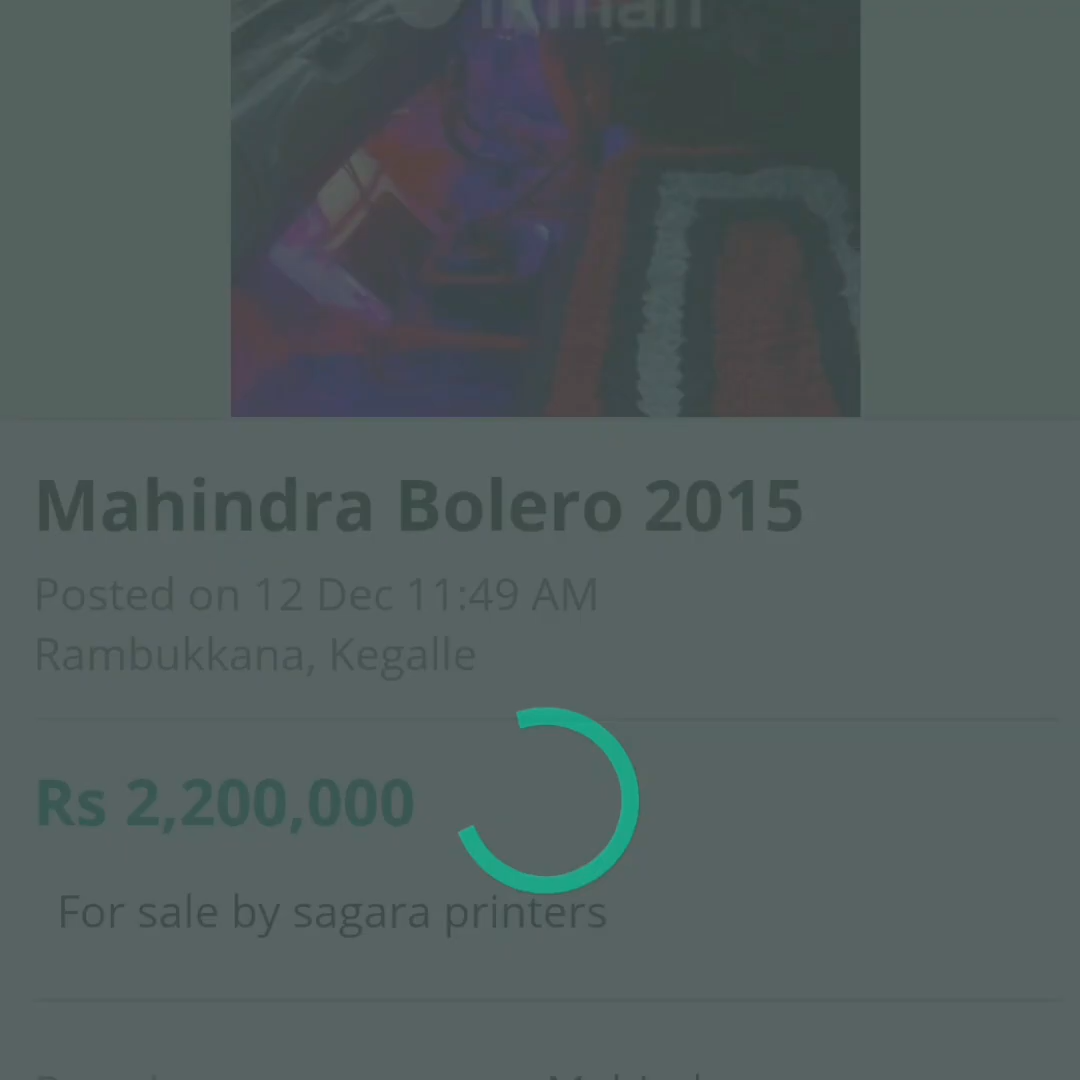 ikman
Mahindra Bolero 2015
Posted on 12 Dec 11:49 AM
Rambukkana, Kegalle
Rs 2,200,000
For sale by sagara printers